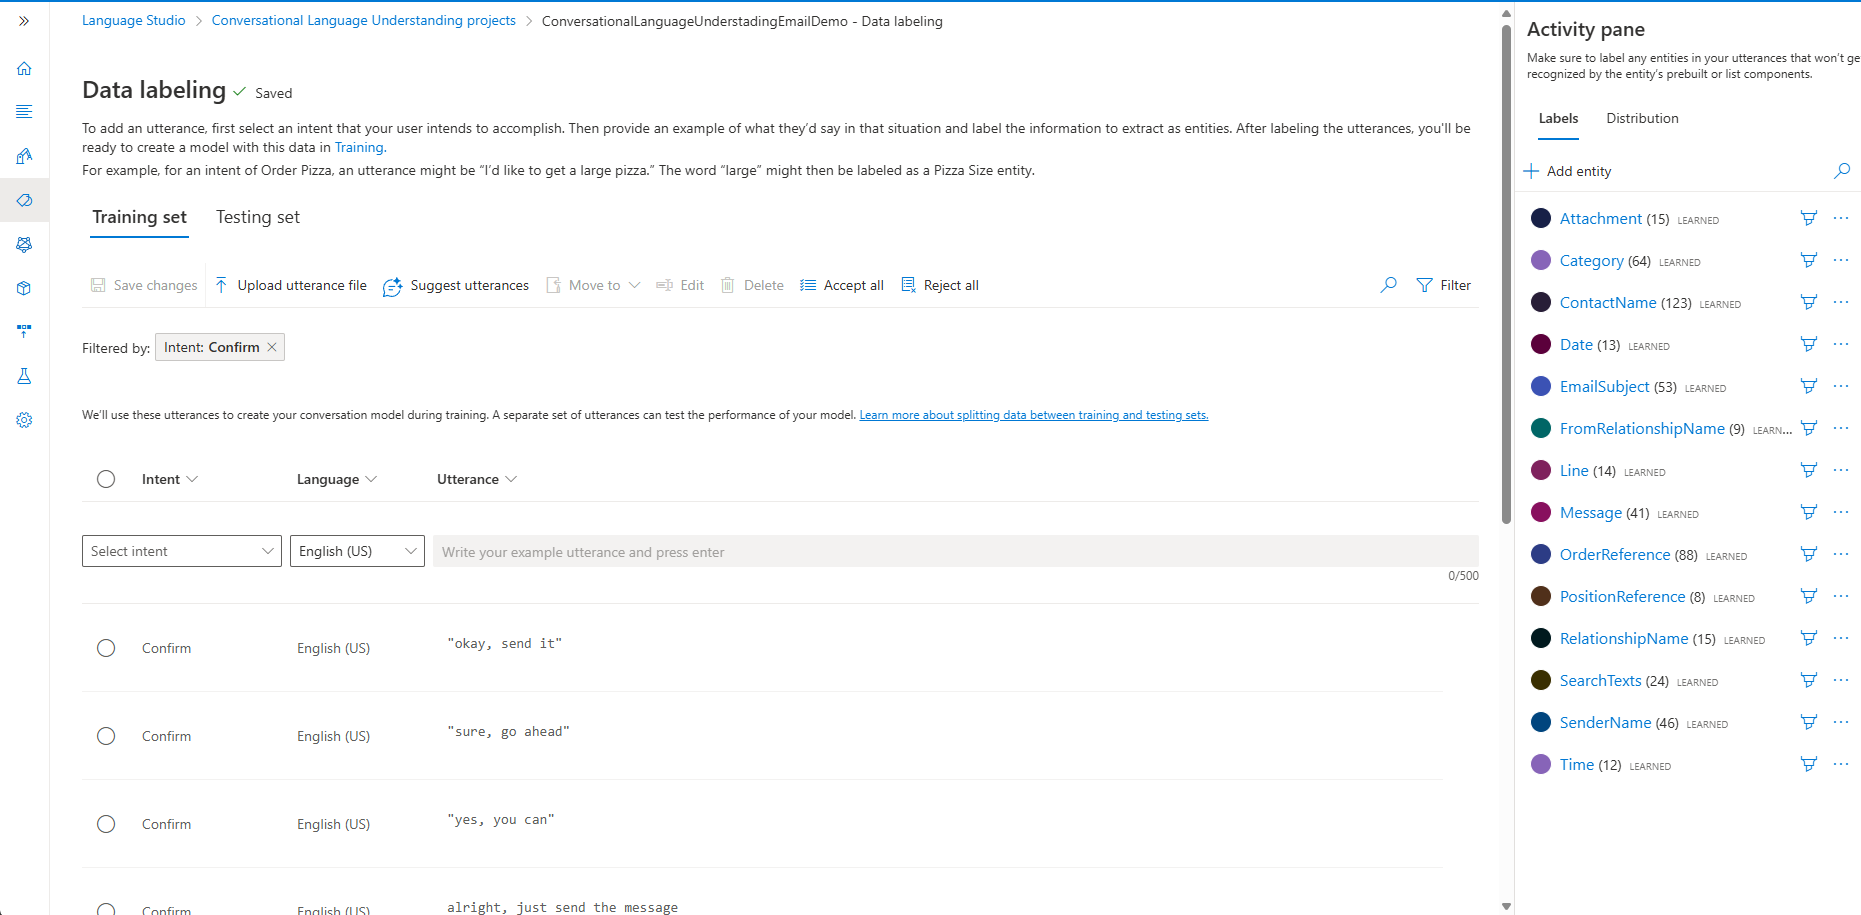 Language Studio > Conversational Language Understanding projects > ConversationalLanguageUnderstadingEmailDemo - Data labeling
Data labeling Saved
To add an utterance, first select an intent that your user intends to accomplish. Then provide an example of what they'd say in that situation and label the information to extract as entities. After labeling the utterances, you'll be
ready to create a model with this data in Training.
For example, for an intent of Order Pizza, an utterance might be “I'd like to get a large pizza.” The word “large” might then be labeled as a Pizza Size entity.
Training set Testing set
Save changes Upload utterance file Suggest utterances Move to Edit Delete Accept all Reject all Filter
Filtered by: Intent: Confirm
We'll use these utterances to create your conversation model during training. A separate set of utterances can test the performance of your model. Learn more about splitting data between training and testing sets.
Intent Language Utterance
Select intent English (US) Write your example utterance and press enter
0/500
Confirm English (US) "okay, send it"
Confirm English (US) "sure, go ahead"
Confirm English (US) "yes, you can"
Confirm English (US) alright, just send the message
Activity pane
Make sure to label any entities in your utterances that won't ge
recognized by the entity's prebuilt or list components.
Labels Distribution
Add entity
Attachment (15) LEARNED
Category (64) LEARNED
ContactName (123) LEARNED
Date (13) LEARNED
EmailSubject (53) LEARNED
FromRelationshipName (9) LEARN...
Line (14) LEARNED
Message (41) LEARNED
OrderReference (88) LEARNED
PositionReference (8) LEARNED
RelationshipName (15) LEARNED
SearchTexts (24) LEARNED
SenderName (46) LEARNED
Time (12) LEARNED